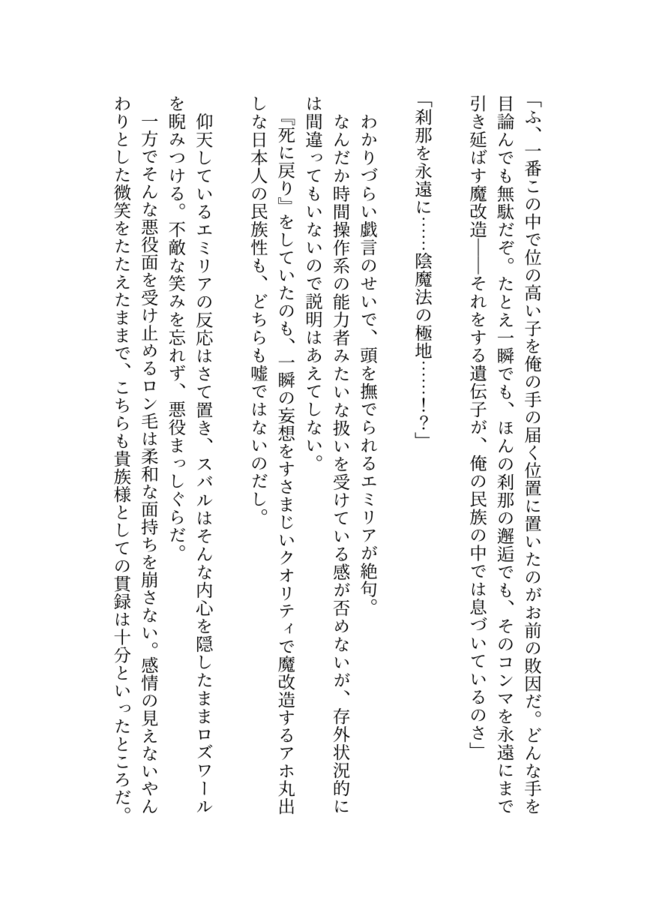 「ふ、一番この中で位の高い子を俺の手の届く位置に置いたのがお前の敗因だ。どんな手を
目論んでも無駄だぞ。たとえ一瞬でも、ほんの刹那の邂逅でも、そのコンマを永遠にまで
引き延ばす魔改造――それをする遺伝子が、俺の民族の中では息づいているのさ」
「刹那を永遠に……陰魔法の極地……！？」
わかりづらい戯言のせいで、頭を撫でられるエミリアが絶句。
なんだか時間操作系の能力者みたいな扱いを受けている感が否めないが、存外状況的に
は間違ってもいないので説明はあえてしない。
『死に戻り』をしていたのも、一瞬の妄想をすさまじいクオリティで魔改造するアホ丸出
しな日本人の民族性も、どちらも嘘ではないのだし。
仰天しているエミリアの反応はさて置き、スバルはそんな内心を隠したままロズワール
を睨みつける。不敵な笑みを忘れず、悪役まっしぐらだ。
一方でそんな悪役面を受け止めるロン毛は柔和な面持ちを崩さない。感情の見えないやん
わりとした微笑をたたえたままで、こちらも貴族様としての貫録は十分といったところだ。